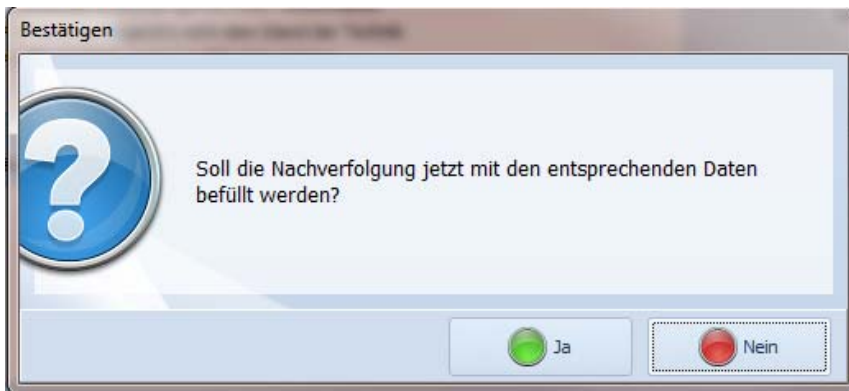 Bestätigen
Soll die Nachverfolgung jetzt mit den entsprechenden Daten
befüllt werden?
Ja
Nein